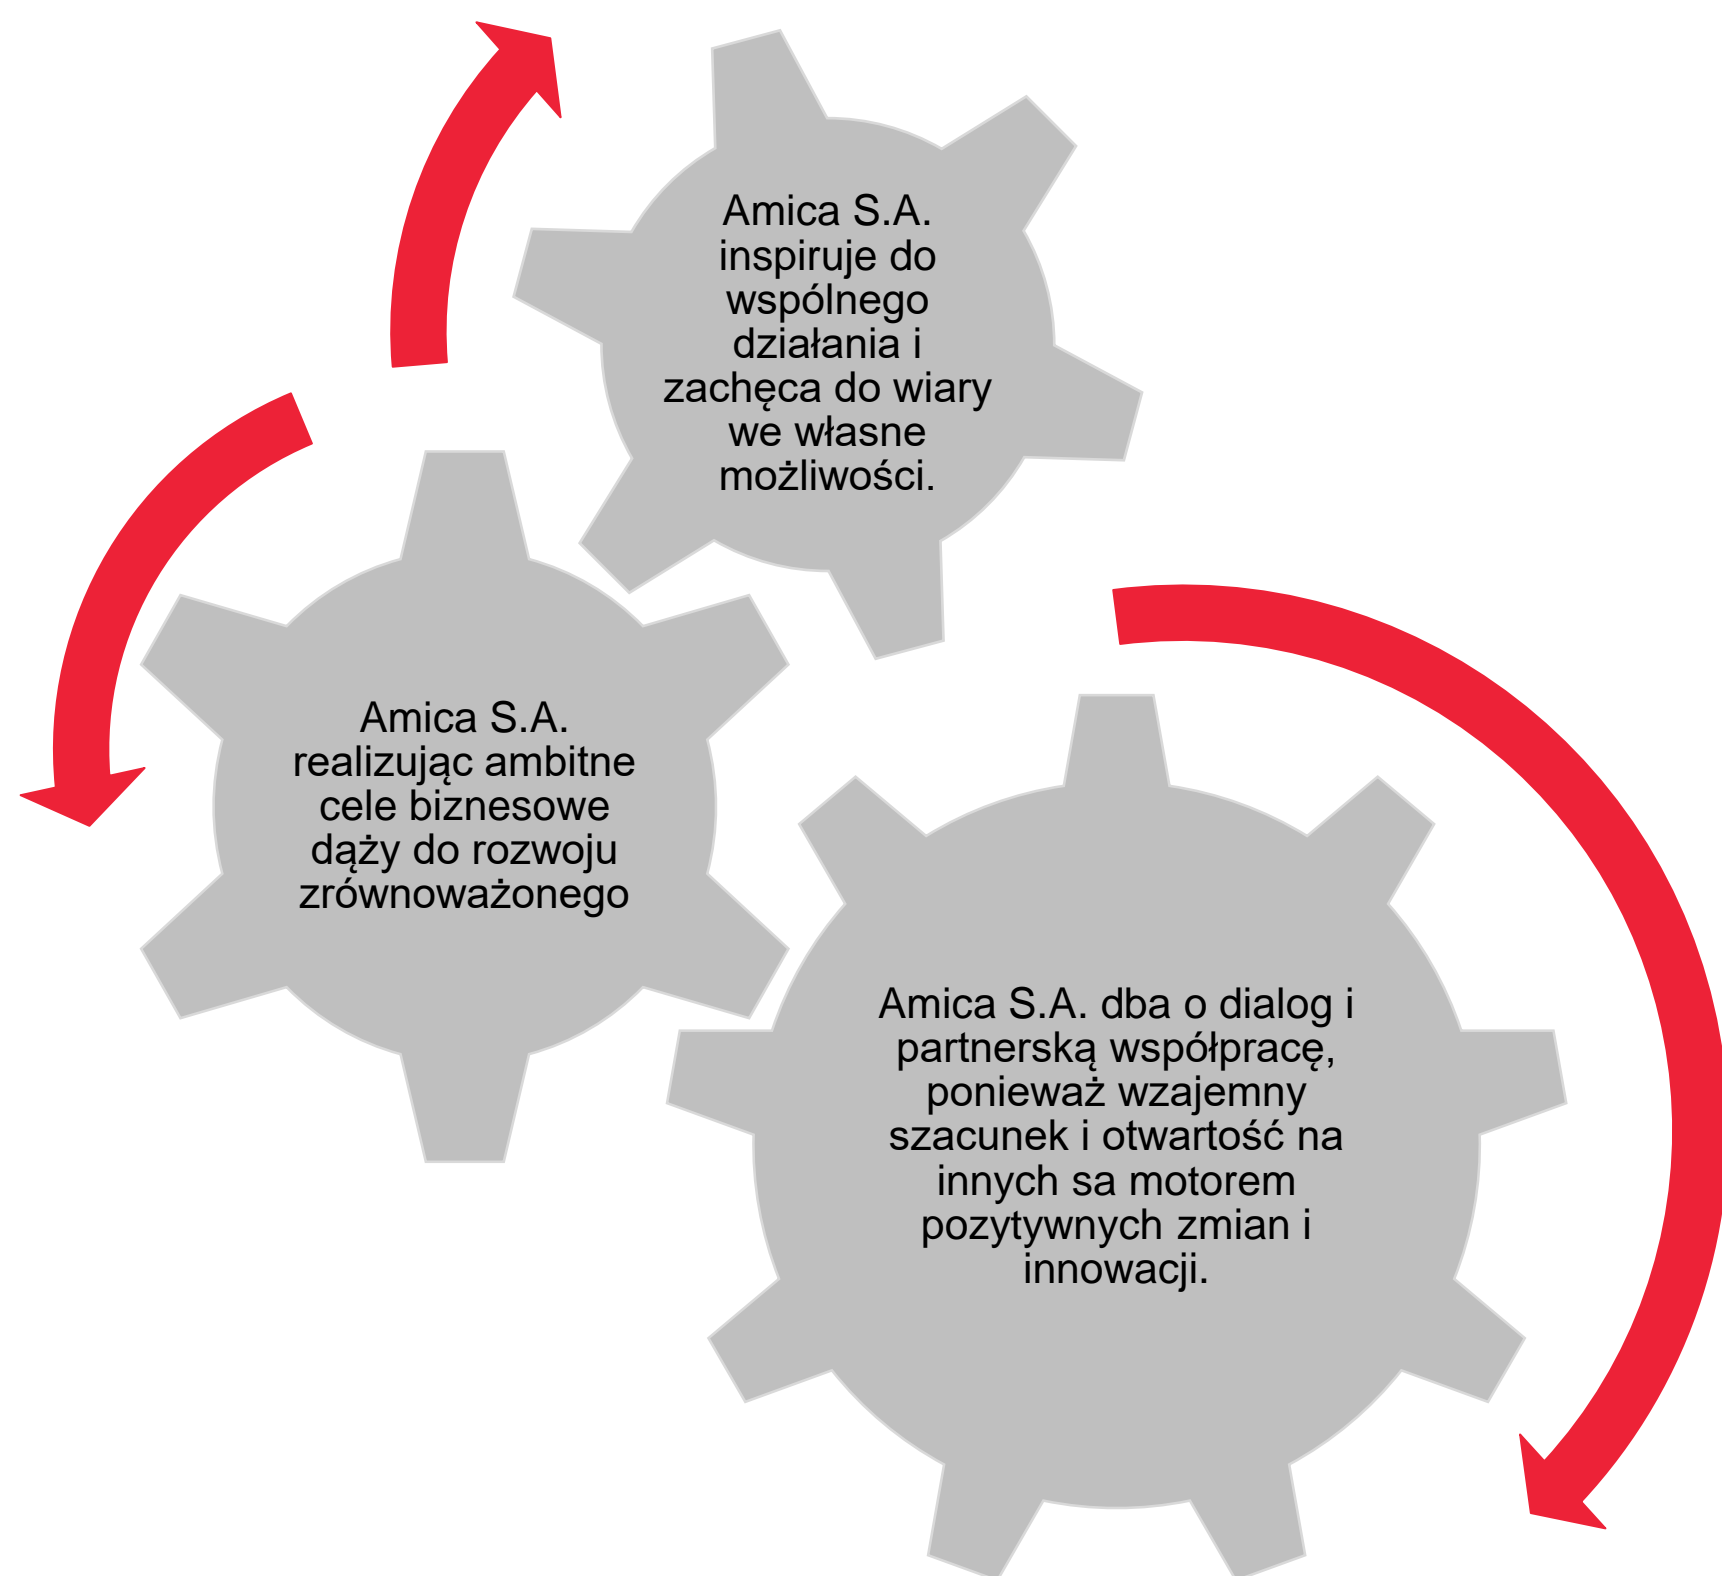 Amica S.A.
inspiruje do
wspólnego
działania i
zachęca do wiary
we własne
możliwości.
Amica S.A.
realizując ambitne
cele biznesowe
dąży do rozwoju
zrównoważonego
Amica S.A. dba o dialog i
partnerską współpracę,
ponieważ wzajemny
szacunek i otwartość na
innych sa motorem
pozytywnych zmian i
innowacji.